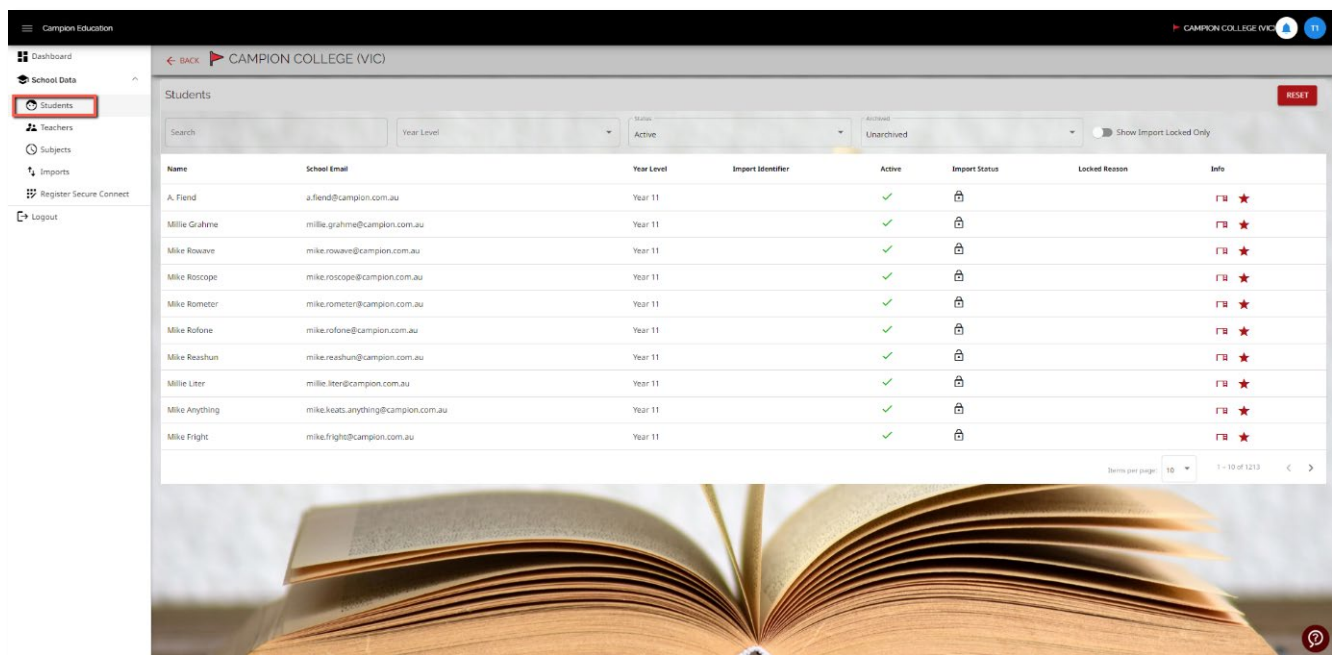 Campion Education
CAMPION COLLEGE (VIC)
T1
Dashboard
School Data
Students
Teachers
Subjects
Imports
Register Secure Connect
Logout
BACK CAMPION COLLEGE (VIC)
Students
RESET
Search
Year Level
Status
Active
Archived
Unarchived
Show Import Locked Only
Name School Email Year Level Import Identifier Active Import Status Locked Reason Info
A. Fiend a.fiend@campion.com.au Year 11
Millie Grahme millie.grahme@campion.com.au Year 11
Mike Rowave mike.rowave@campion.com.au Year 11
Mike Roscope mike.roscope@campion.com.au Year 11
Mike Rometer mike.rometer@campion.com.au Year 11
Mike Rofone mike.rofone@campion.com.au Year 11
Mike Reashun mike.reashun@campion.com.au Year 11
Millie Liter millie.liter@campion.com.au Year 11
Mike Anything mike.keats.anything@campion.com.au Year 11
Mike Fright mike.fright@campion.com.au Year 11
Items per page: 10 1 – 10 of 1213